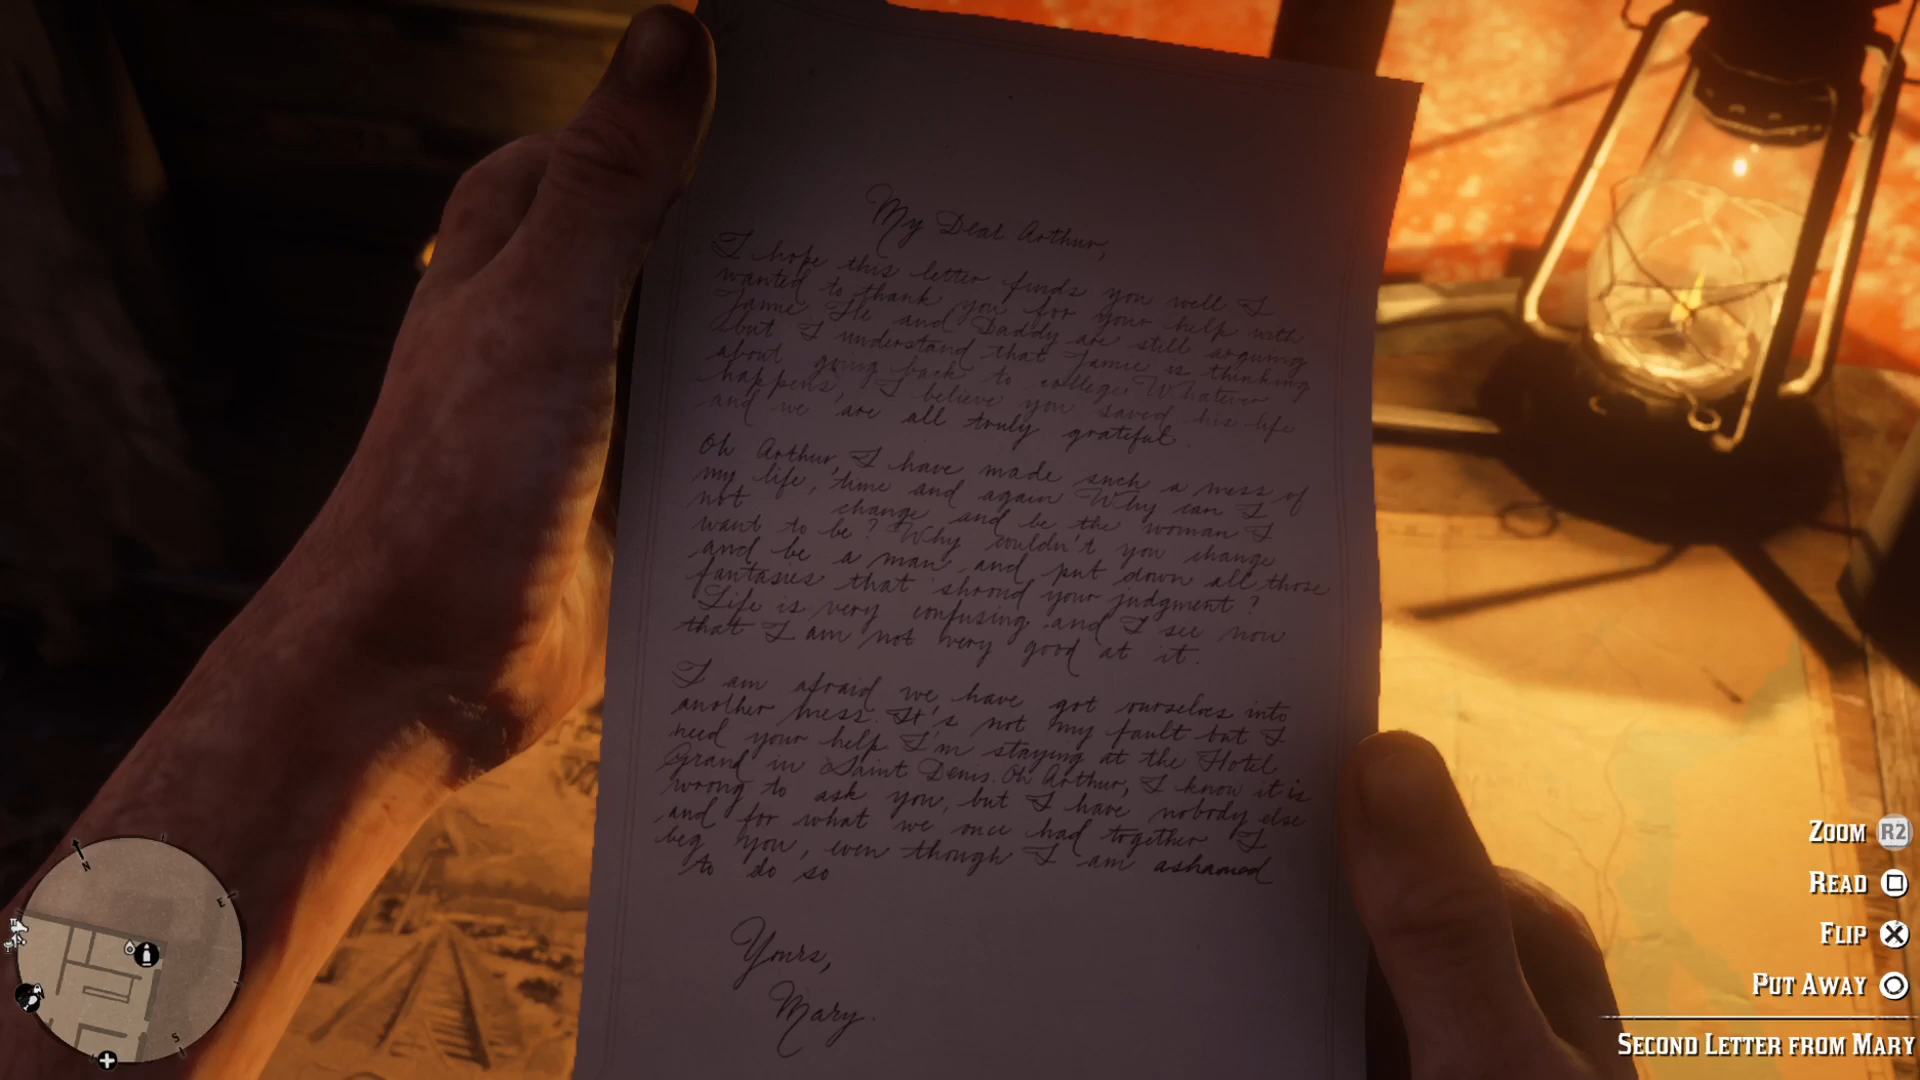 My Dear Arthur,
I hope this letter finds you well I
wanted to thank you for your help with
Jamie He and Daddy are still arguing
but I understand that Jamie is thinking
about going back to college. Whatever
happens, I believe you saved his life
and we are all truly grateful.
Oh Arthur, I have made such a mess of
my life, time and again Why can I
not change and be the woman I
want to be? Why couldn't you change
and be a man and put down all those
fantasies that shroud your judgment?
Life is very confusing and I see now
that I am not very good at it.
I am afraid we have got ourselves into
another mess. It's not my fault but I
need your help I'm staying at the Hotel
Grand in Saint Denis. Oh Arthur, I know it is
wrong to ask you, but I have nobody else
and for what we once had together I
beg you, even though I am ashamed
to do so
Yours,
Mary.
N
E
S
ZOOM R2
READ
FLIP
PUT AWAY
SECOND LETTER FROM MARY